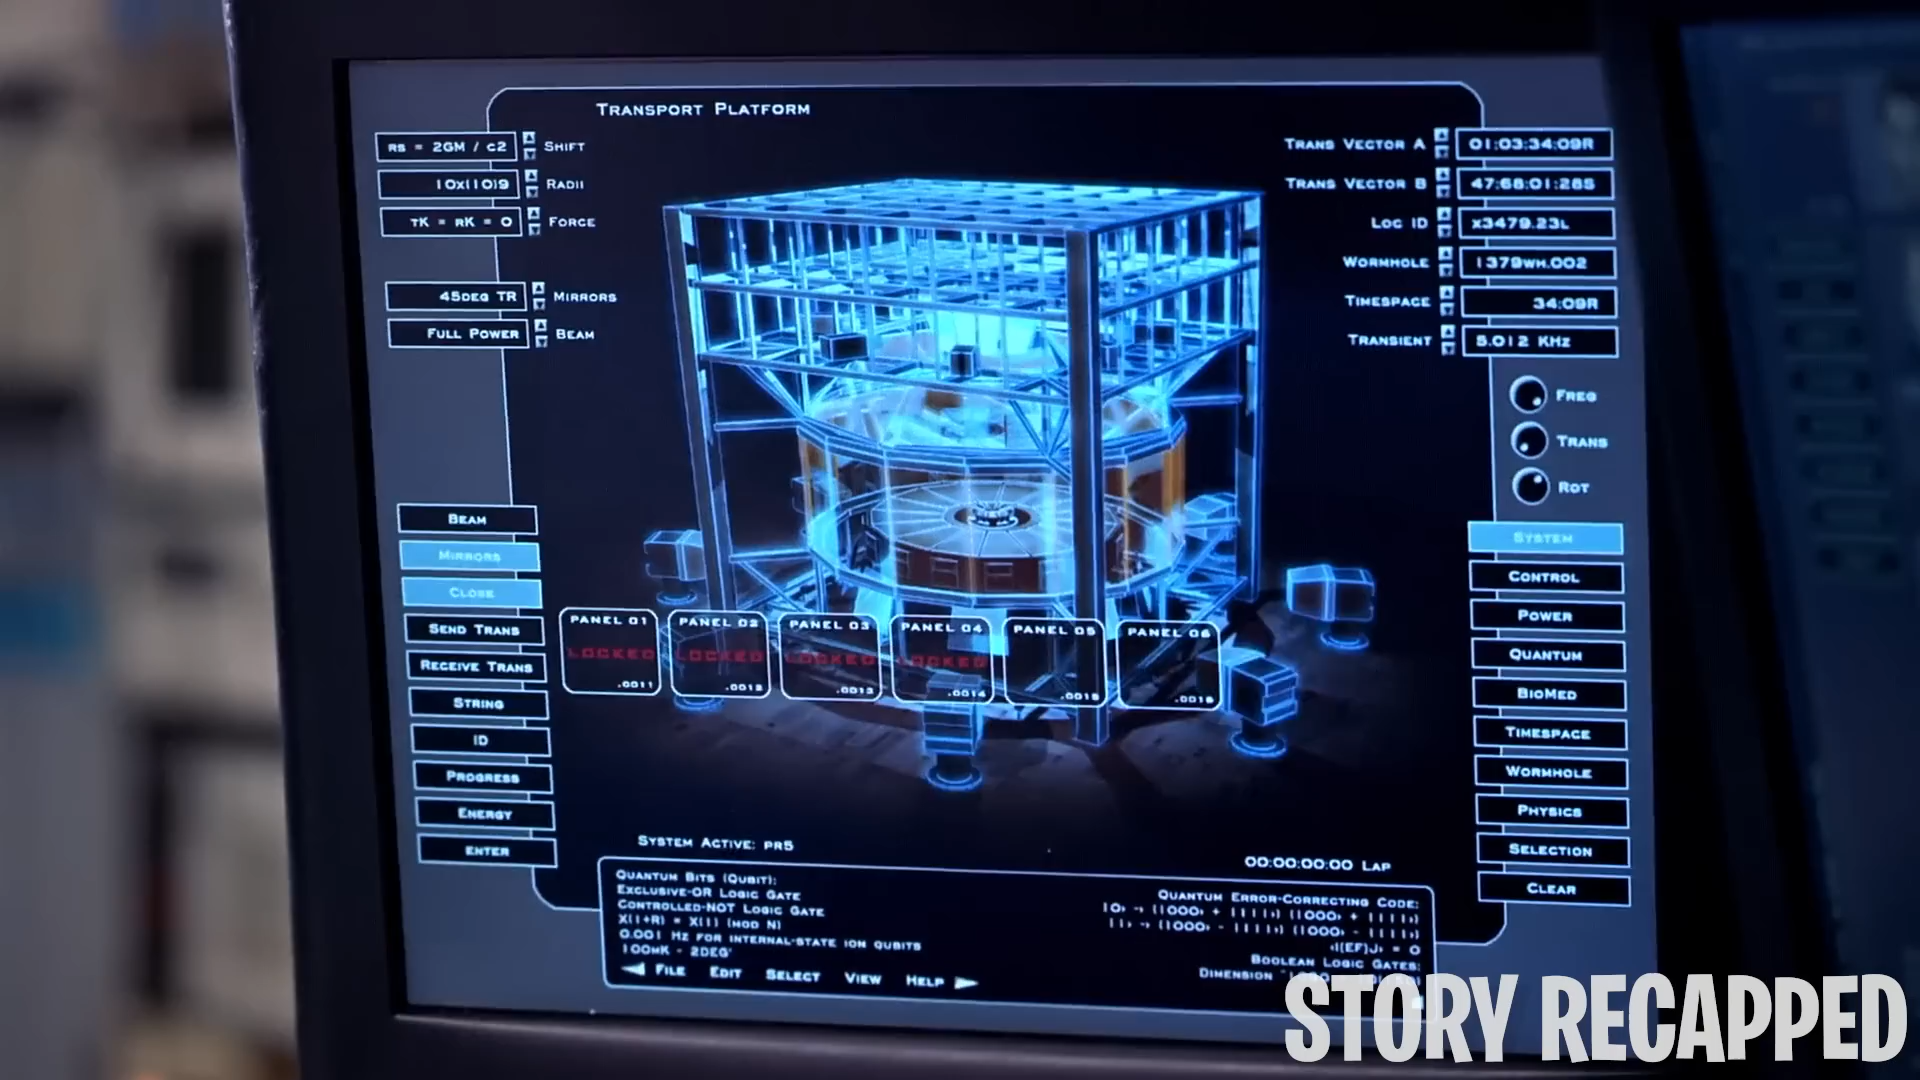 TRANSPORT PLATFORM
RS = 2GM / C2 SHIFT
10X1109 RADII
TK = RK = 0 FORCE
45DEG TR MIRRORS
FULL POWER BEAM
TRANS VECTOR A 01:03:34:09R
TRANS VECTOR B 47:68:01:28S
LOG ID X3479.23L
WORMHOLE 1379WH.002
TIMESPACE 34:09R
TRANSIENT 5.012 KHZ
FREQ
TRANS
ROT
BEAM
MIRRORS
CLOSE
SEND TRANS
RECEIVE TRANS
STRING
ID
PROGRESS
ENERGY
ENTER
SYSTEM
CONTROL
POWER
QUANTUM
BIOMED
TIMESPACE
WORMHOLE
PHYSICS
SELECTION
CLEAR
PANEL 01 PANEL 02 PANEL 03 PANEL 04 PANEL 05 PANEL 06
LOCKED LOCKED LOCKED LOCKED
.0011 .0012 .0013 .0014 .0015 .0016
SYSTEM ACTIVE: PR5
00:00:00:00 LAP
QUANTUM BITS (QUBIT):
EXCLUSIVE-OR LOGIC GATE
CONTROLLED-NOT LOGIC GATE
X(1+R) = X(1) (MOD N)
0.001 HZ FOR INTERNAL-STATE ION QUBITS
100MK - 2DEG'
FILE EDIT SELECT VIEW HELP
QUANTUM ERROR-CORRECTING CODE:
BOOLEAN LOGIC GATES:
DIMENSION
STORY RECAPPED